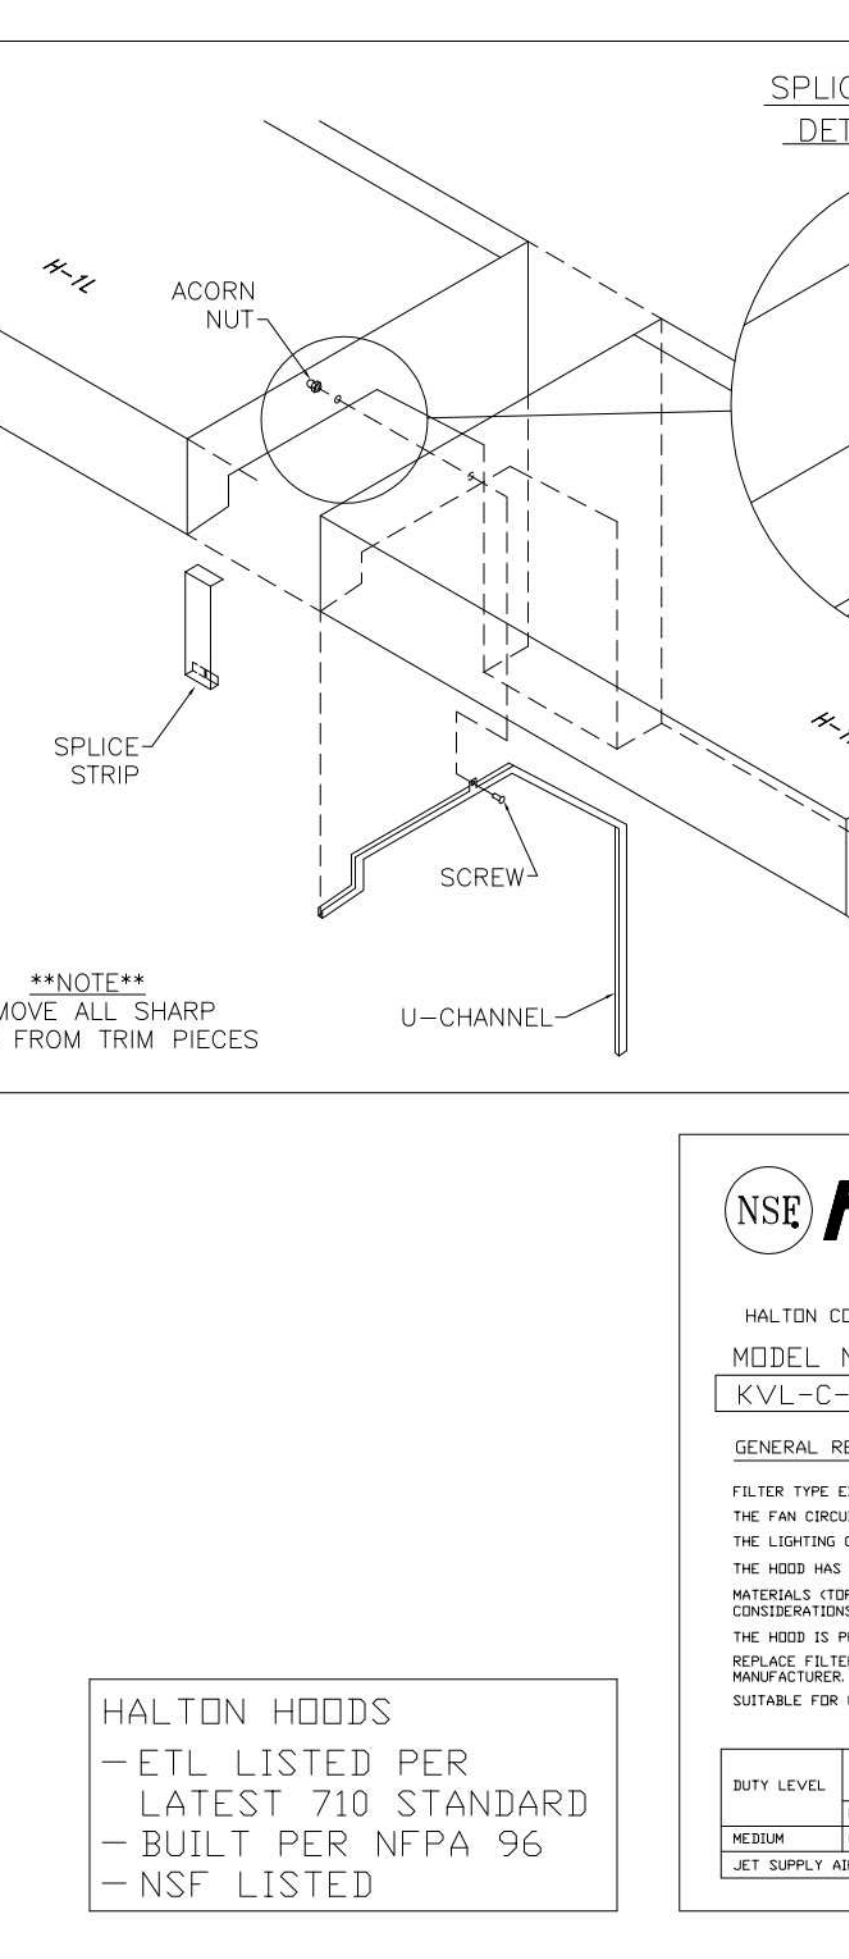 SPLIC
DET
H-1L
ACORN
NUT
SPLICE
STRIP
SCREW
H-1
U-CHANNEL
**NOTE**
MOVE ALL SHARP
FROM TRIM PIECES
NSF
HALTON CO
MODEL N
KVL-C-
GENERAL RE
FILTER TYPE E
THE FAN CIRCU
THE LIGHTING
THE HOOD HAS
MATERIALS (TOP
CONSIDERATIONS
THE HOOD IS P
REPLACE FILTE
MANUFACTURER.
SUITABLE FOR
DUTY LEVEL
MEDIUM
JET SUPPLY AI
HALTON HOODS
- ETL LISTED PER
LATEST 710 STANDARD
- BUILT PER NFPA 96
- NSF LISTED